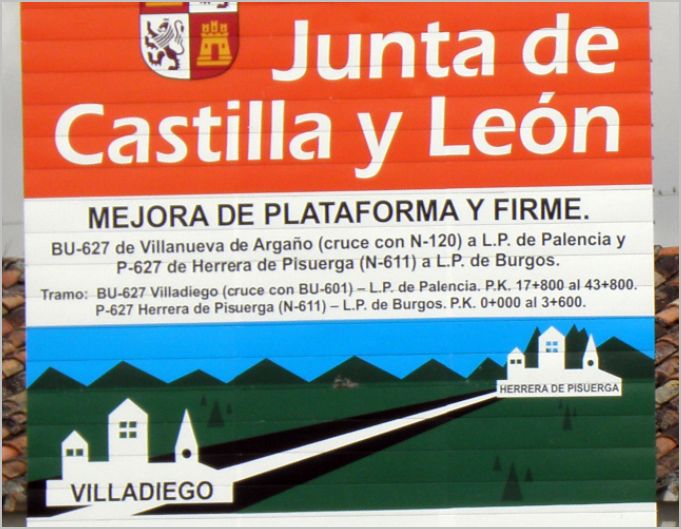 Junta de
Castilla y León
MEJORA DE PLATAFORMA Y FIRME.
BU-627 de Villanueva de Argaño (cruce con N-120) a L.P. de Palencia y
P-627 de Herrera de Pisuerga (N-611) a L.P. de Burgos.
Tramo: BU-627 Villadiego (cruce con BU-601) – L.P. de Palencia. P.K. 17+800 al 43+800.
P-627 Herrera de Pisuerga (N-611) – L.P. de Burgos. P.K. 0+000 al 3+600.
HERRERA DE PISUERGA
VILLADIEGO